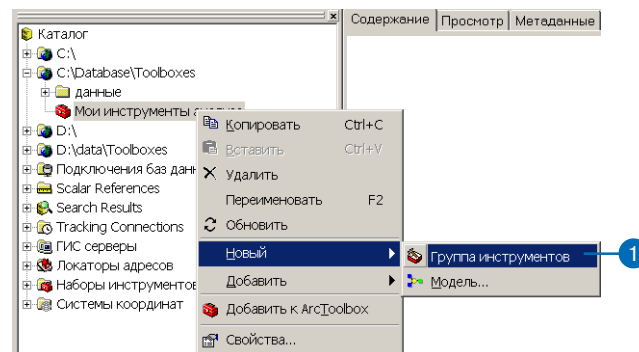 Содержание Просмотр Метаданные
Каталог
C:\
C:\Database\Toolboxes
данные
Мои инструменты
D:\
D:\data\Toolboxes
Подключения баз
Scalar References
Search Results
Tracking Connections
ГИС серверы
Локаторы адресов
Наборы инструментов
Системы координат
Копировать Ctrl+C
Вставить Ctrl+V
Удалить
Переименовать F2
Обновить
Новый
Добавить
Добавить к ArcToolbox
Свойства...
Группа инструментов
Модель...
1